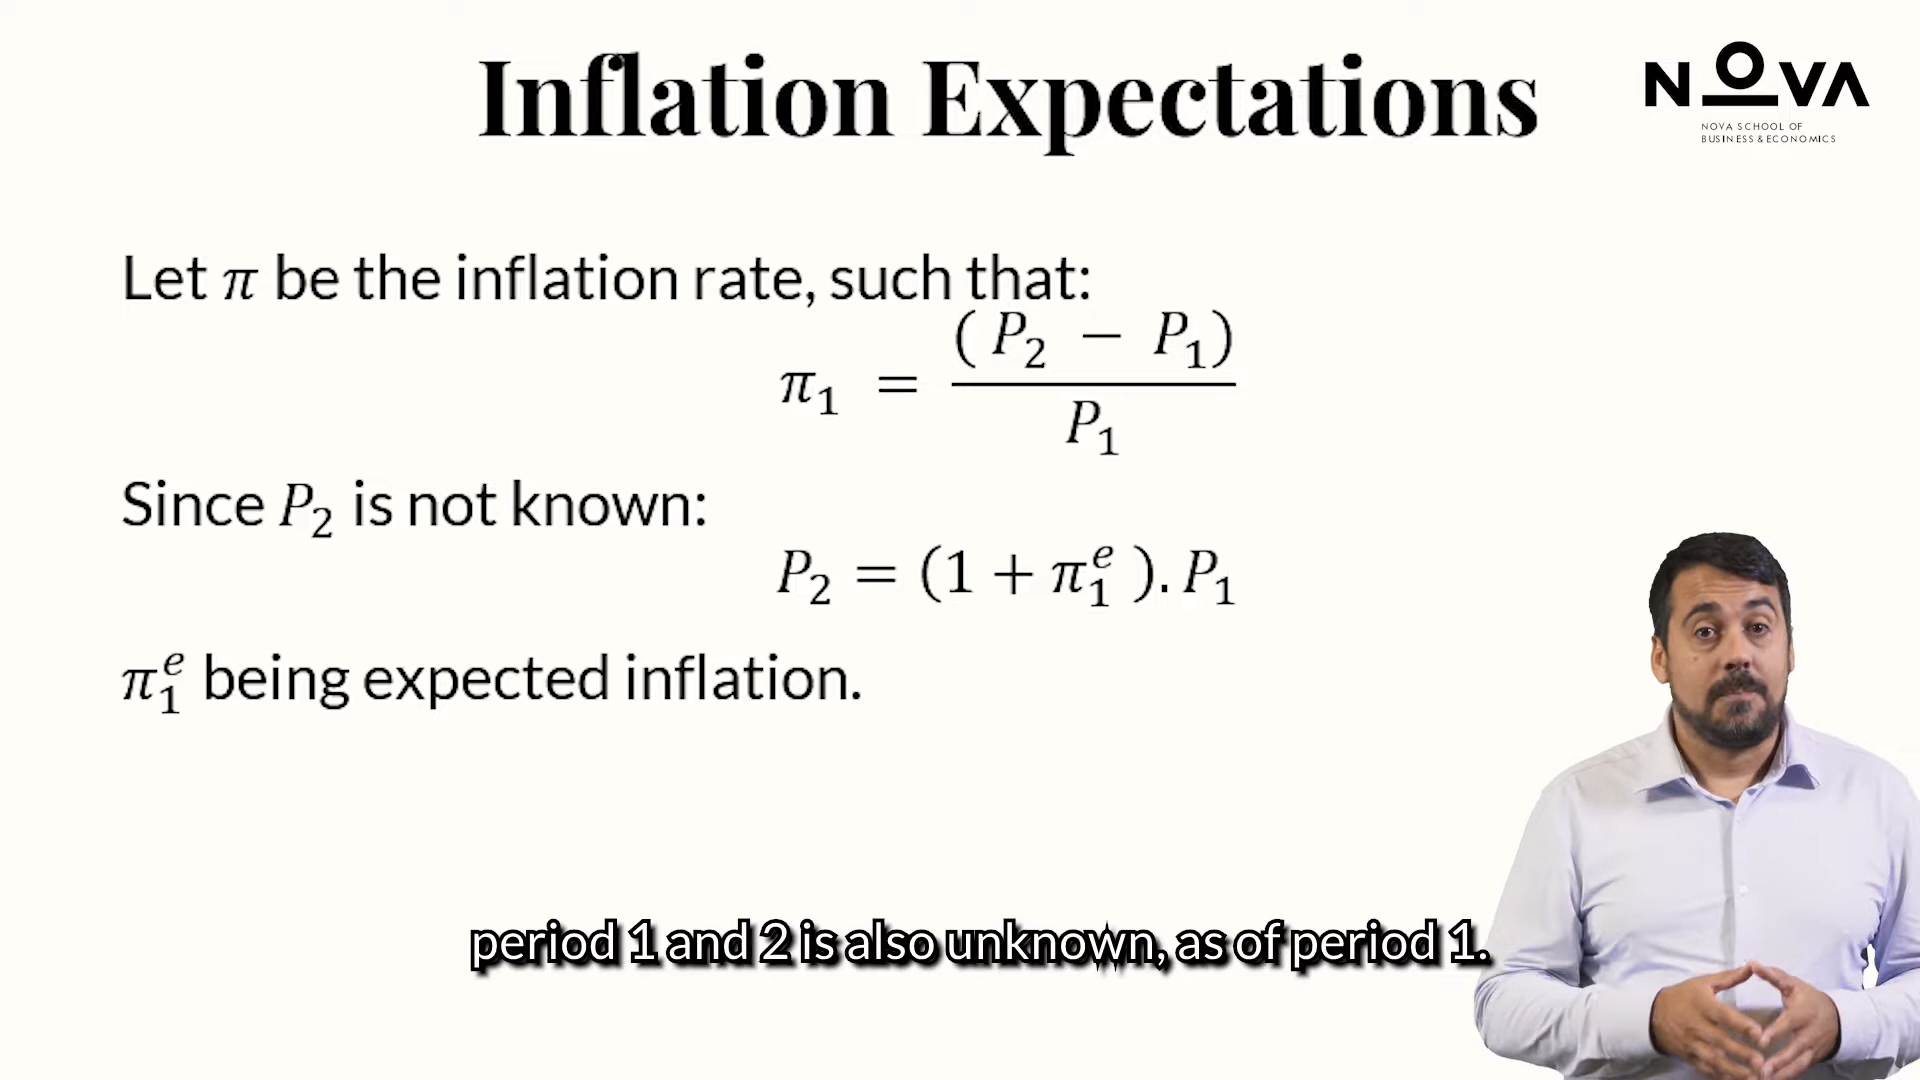 Inflation Expectations
NOVA
NOVA SCHOOL OF
BUSINESS & ECONOMICS
Let π be the inflation rate, such that:
π₁ = (P₂ − P₁) / P₁
Since P₂ is not known:
P₂ = (1 + π₁ᵉ ). P₁
π₁ᵉ being expected inflation.
period 1 and 2 is also unknown, as of period 1.